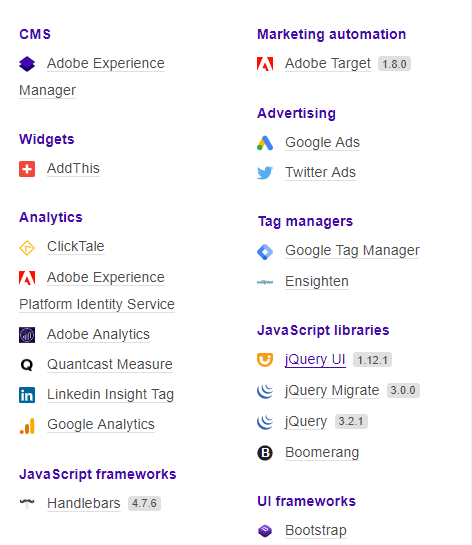 CMS
Adobe Experience
Manager
Widgets
AddThis
Analytics
ClickTale
Adobe Experience
Platform Identity Service
Adobe Analytics
Quantcast Measure
Linkedin Insight Tag
Google Analytics
JavaScript frameworks
Handlebars 4.7.6
Marketing automation
Adobe Target 1.8.0
Advertising
Google Ads
Twitter Ads
Tag managers
Google Tag Manager
Ensighten
JavaScript libraries
jQuery UI 1.12.1
jQuery Migrate 3.0.0
jQuery 3.2.1
Boomerang
UI frameworks
Bootstrap